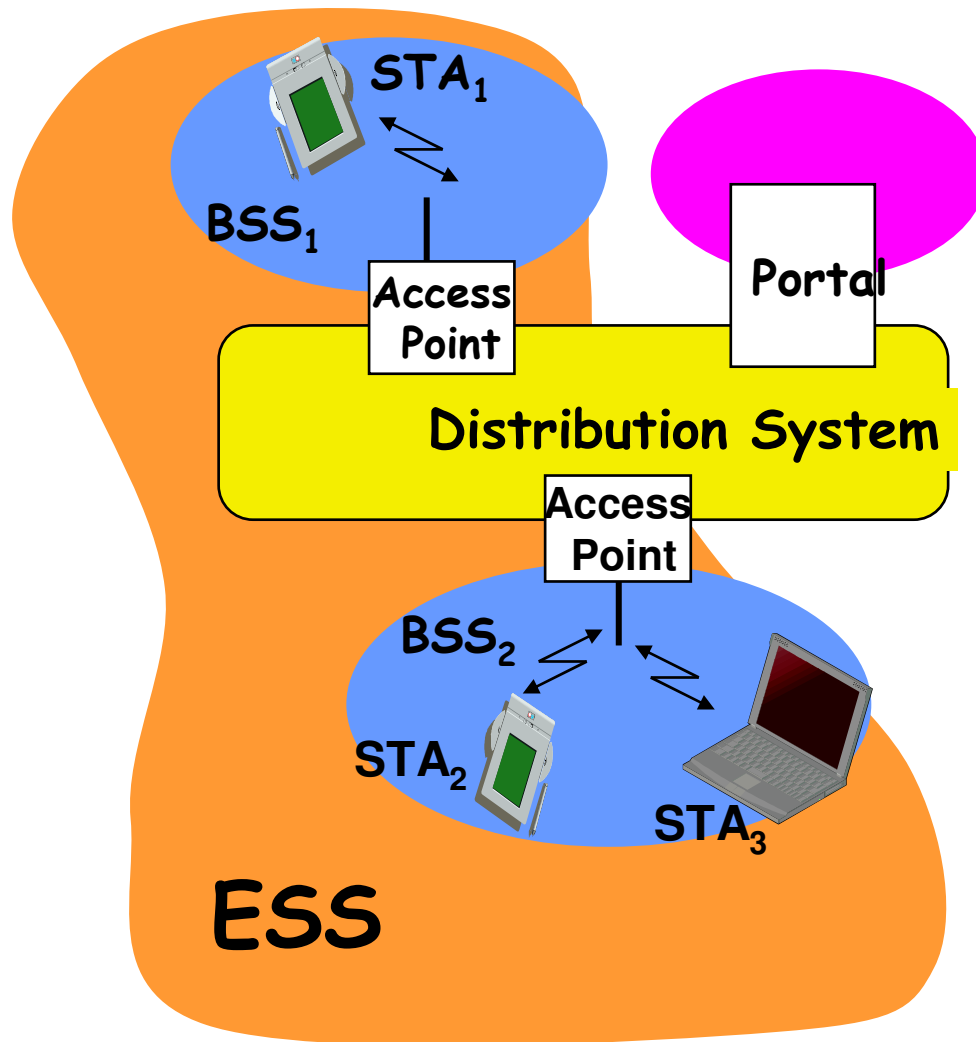 STA1
BSS1
Access
Point
Portal
Distribution System
Access
Point
BSS2
STA2
STA3
ESS